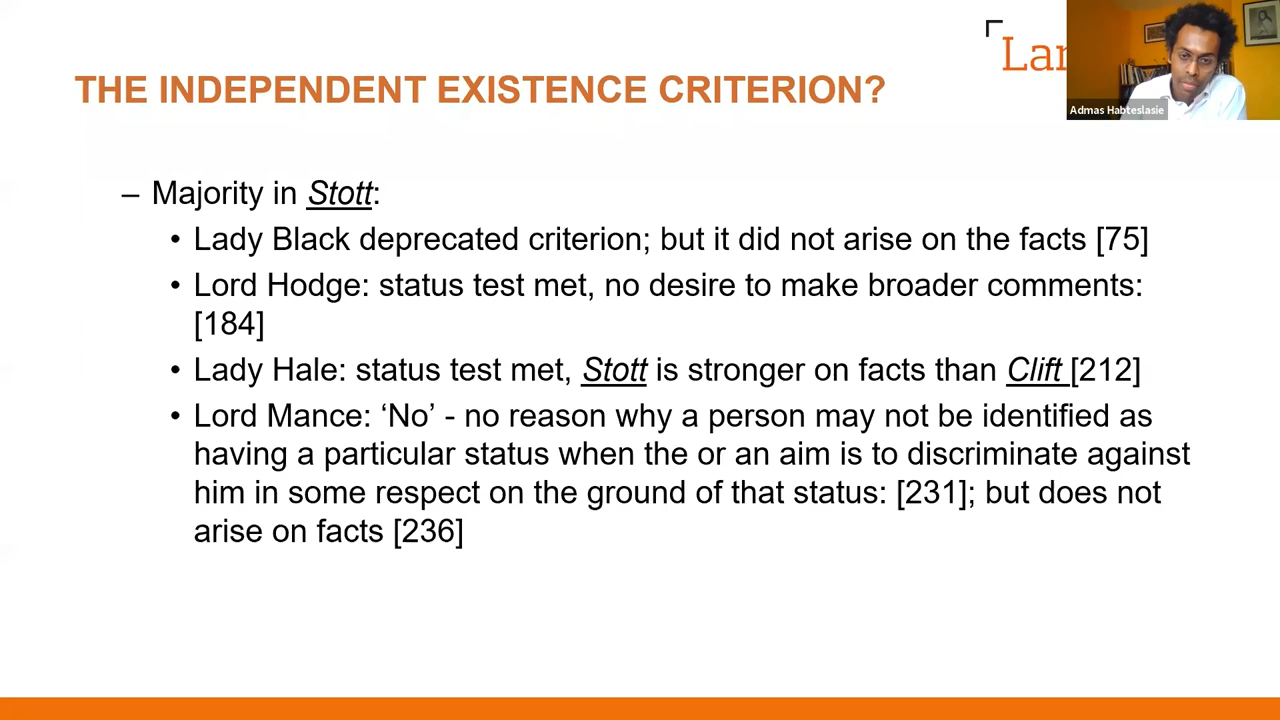 Lar
THE INDEPENDENT EXISTENCE CRITERION?
Admas Habteslasie
– Majority in Stott:
• Lady Black deprecated criterion; but it did not arise on the facts [75]
• Lord Hodge: status test met, no desire to make broader comments:
[184]
• Lady Hale: status test met, Stott is stronger on facts than Clift [212]
• Lord Mance: ‘No’ - no reason why a person may not be identified as
having a particular status when the or an aim is to discriminate against
him in some respect on the ground of that status: [231]; but does not
arise on facts [236]